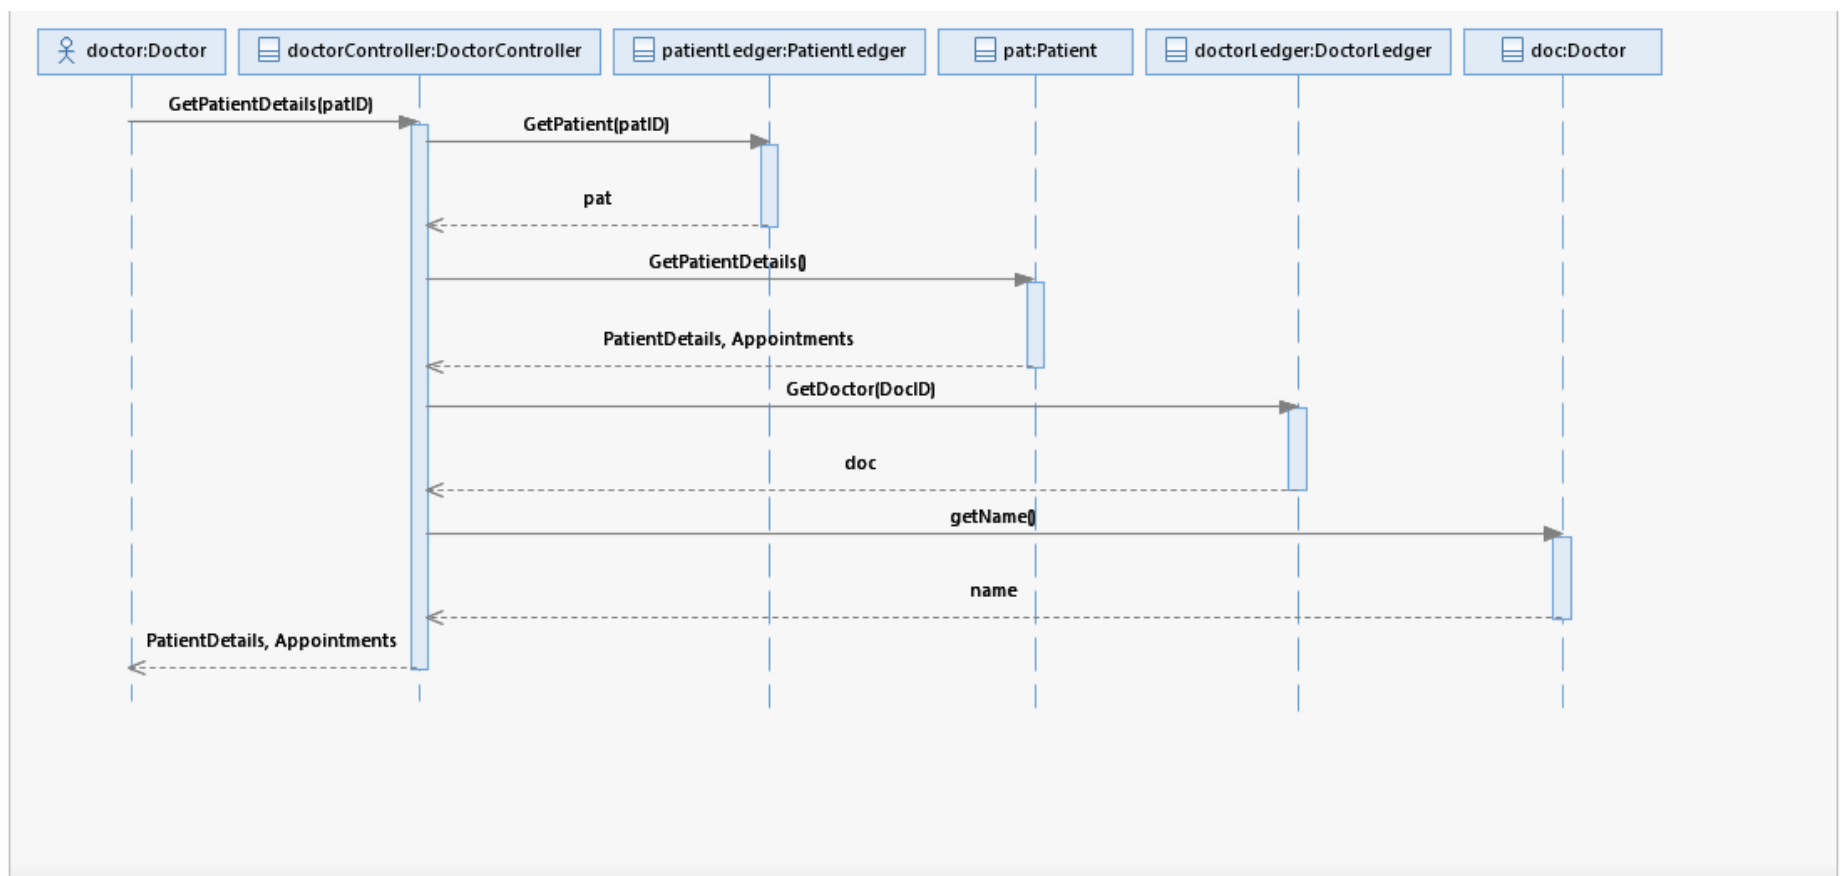 doctor:Doctor
doctorController:DoctorController
patientLedger:PatientLedger
pat:Patient
doctorLedger:DoctorLedger
doc:Doctor
GetPatientDetails(patID)
GetPatient(patID)
pat
GetPatientDetails()
PatientDetails, Appointments
GetDoctor(DocID)
doc
getName()
name
PatientDetails, Appointments